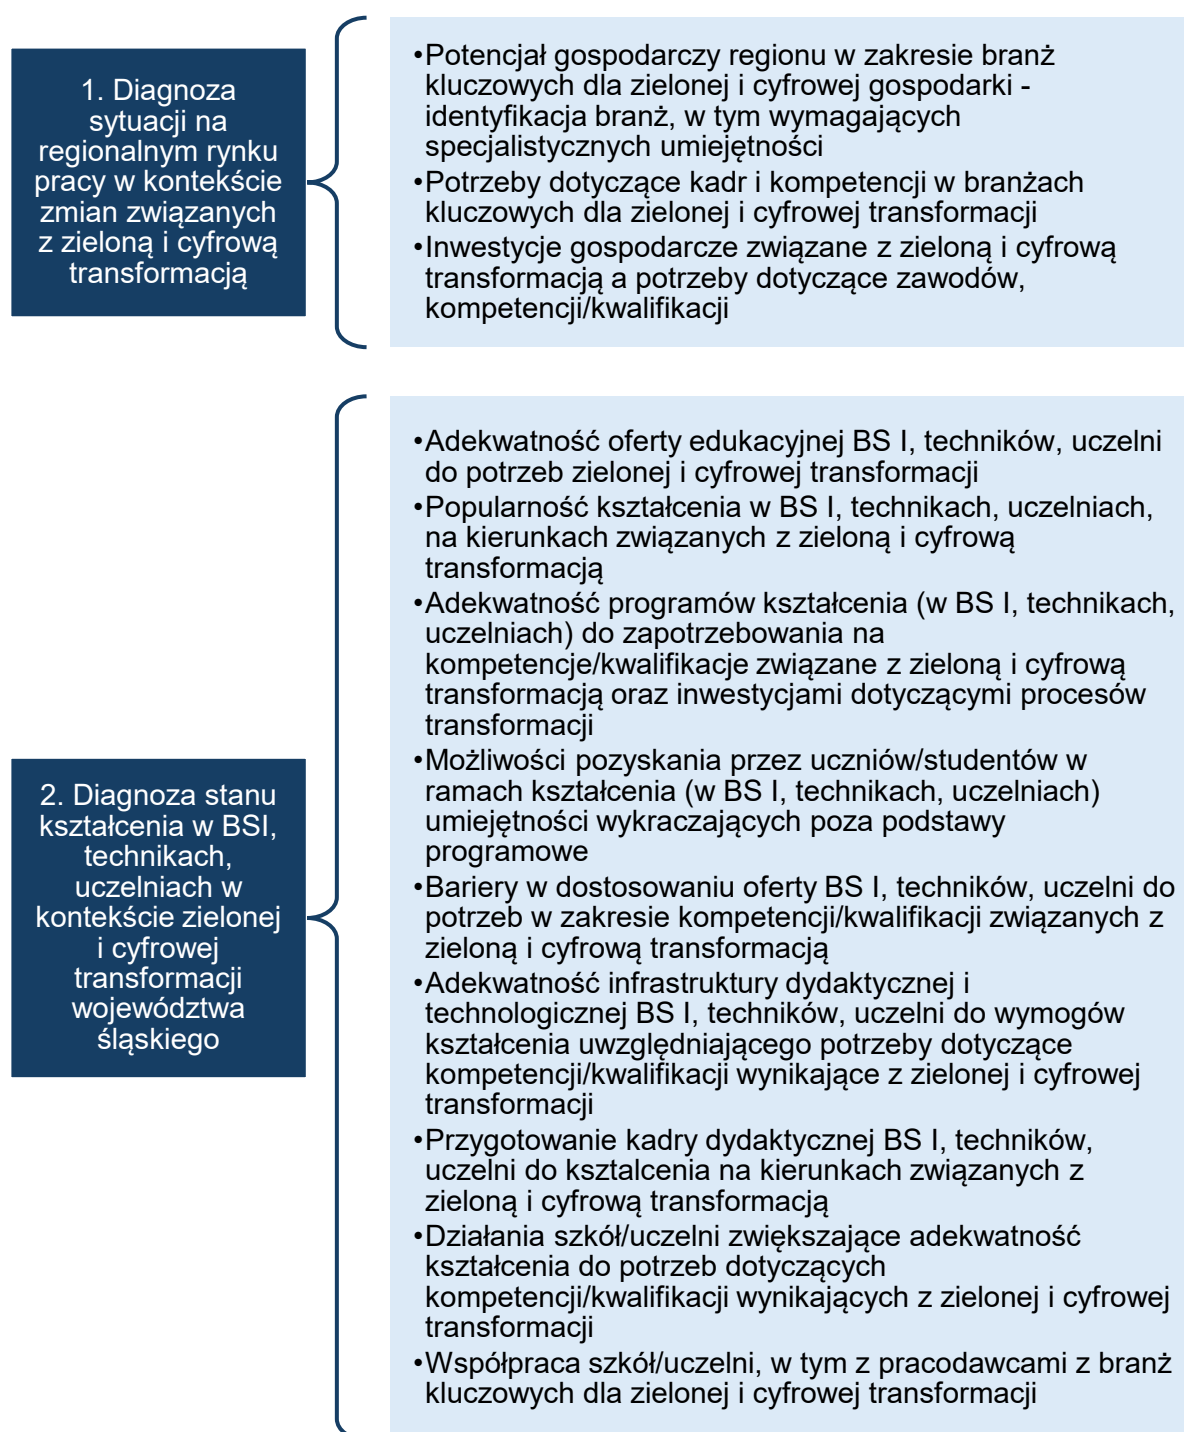 1. Diagnoza
sytuacji na
regionalnym rynku
pracy w kontekście
zmian związanych
z zieloną i cyfrową
transformacją
•Potencjał gospodarczy regionu w zakresie branż
kluczowych dla zielonej i cyfrowej gospodarki -
identyfikacja branż, w tym wymagających
specjalistycznych umiejętności
•Potrzeby dotyczące kadr i kompetencji w branżach
kluczowych dla zielonej i cyfrowej transformacji
•Inwestycje gospodarcze związane z zieloną i cyfrową
transformacją a potrzeby dotyczące zawodów,
kompetencji/kwalifikacji
2. Diagnoza stanu
kształcenia w BSI,
technikach,
uczelniach w
kontekście zielonej
i cyfrowej
transformacji
województwa
śląskiego
•Adekwatność oferty edukacyjnej BS I, techników, uczelni
do potrzeb zielonej i cyfrowej transformacji
•Popularność kształcenia w BS I, technikach, uczelniach,
na kierunkach związanych z zieloną i cyfrową
transformacją
•Adekwatność programów kształcenia (w BS I, technikach,
uczelniach) do zapotrzebowania na
kompetencje/kwalifikacje związane z zieloną i cyfrową
transformacją oraz inwestycjami dotyczącymi procesów
transformacji
•Możliwości pozyskania przez uczniów/studentów w
ramach kształcenia (w BS I, technikach, uczelniach)
umiejętności wykraczających poza podstawy
programowe
•Bariery w dostosowaniu oferty BS I, techników, uczelni do
potrzeb w zakresie kompetencji/kwalifikacji związanych z
zieloną i cyfrową transformacją
•Adekwatność infrastruktury dydaktycznej i
technologicznej BS I, techników, uczelni do wymogów
kształcenia uwzględniającego potrzeby dotyczące
kompetencji/kwalifikacji wynikające z zielonej i cyfrowej
transformacji
•Przygotowanie kadry dydaktycznej BS I, techników,
uczelni do ksztalcenia na kierunkach związanych z
zieloną i cyfrową transformacją
•Działania szkół/uczelni zwiększające adekwatność
kształcenia do potrzeb dotyczących
kompetencji/kwalifikacji wynikających z zielonej i cyfrowej
transformacji
•Współpraca szkół/uczelni, w tym z pracodawcami z branż
kluczowych dla zielonej i cyfrowej transformacji